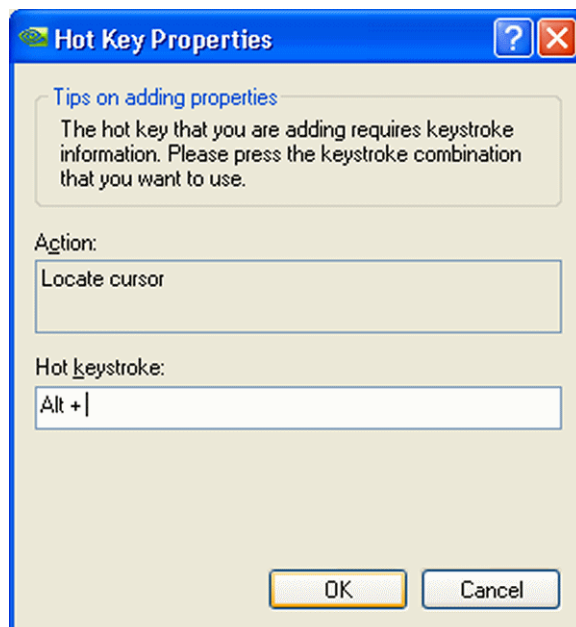 Hot Key Properties
Tips on adding properties
The hot key that you are adding requires keystroke
information. Please press the keystroke combination
that you want to use.
Action:
Locate cursor
Hot keystroke:
Alt +
OK Cancel